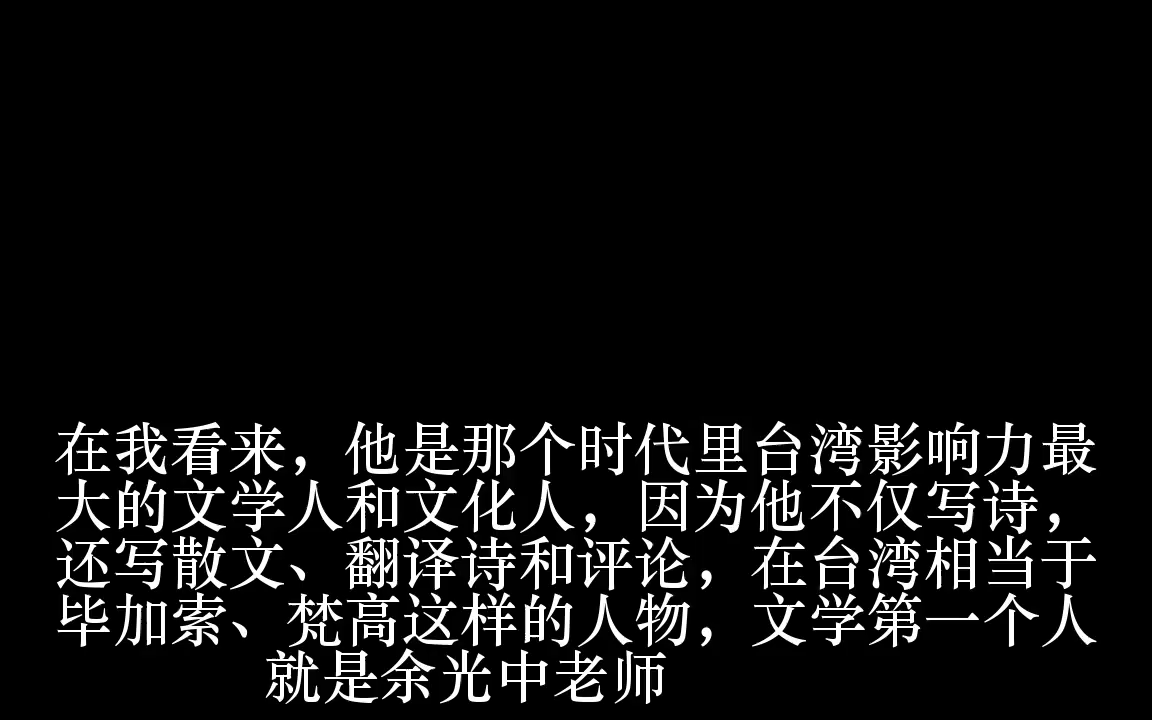 在我看来，他是那个时代里台湾影响力最
大的文学人和文化人，因为他不仅写诗，
还写散文、翻译诗和评论，在台湾相当于
毕加索、梵高这样的人物，文学第一个人
就是余光中老师